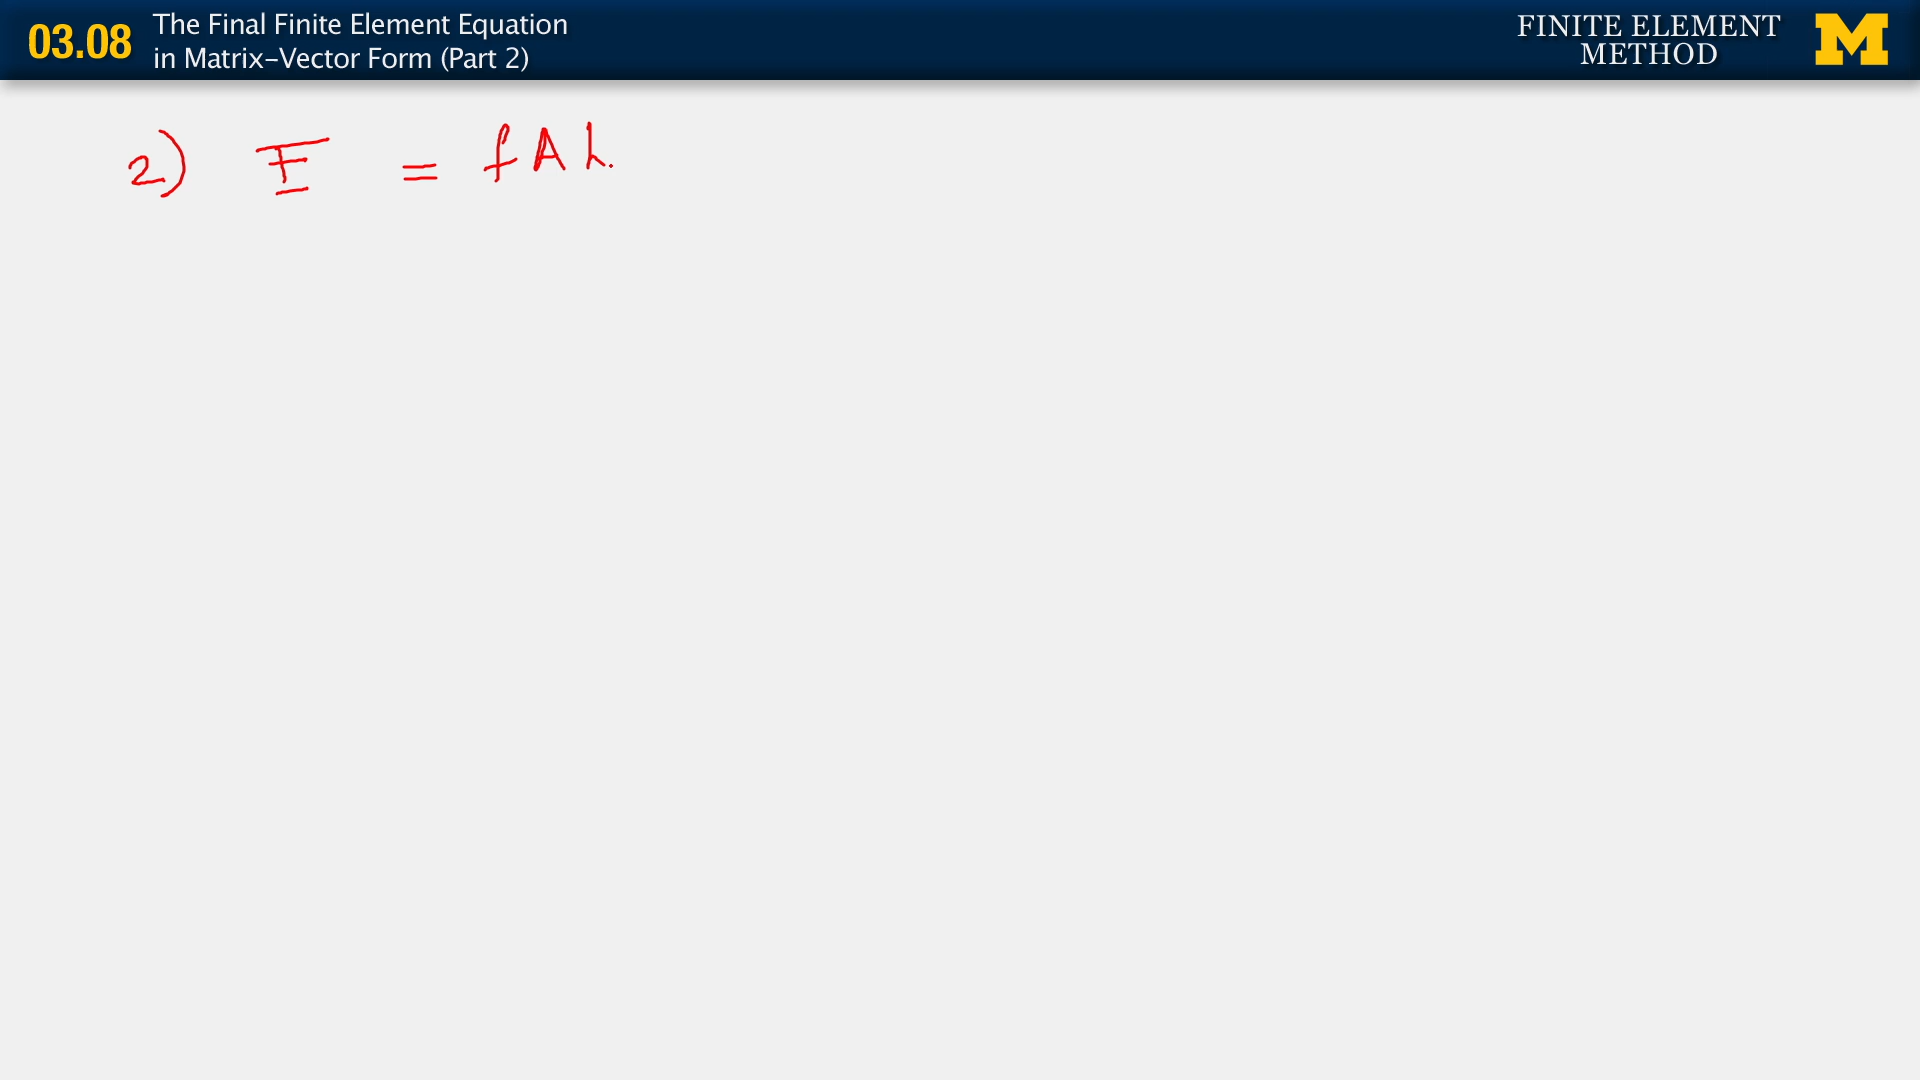 03.08
The Final Finite Element Equation
in Matrix-Vector Form (Part 2)
FINITE ELEMENT
METHOD
M
2) F̲̅ = fAh.